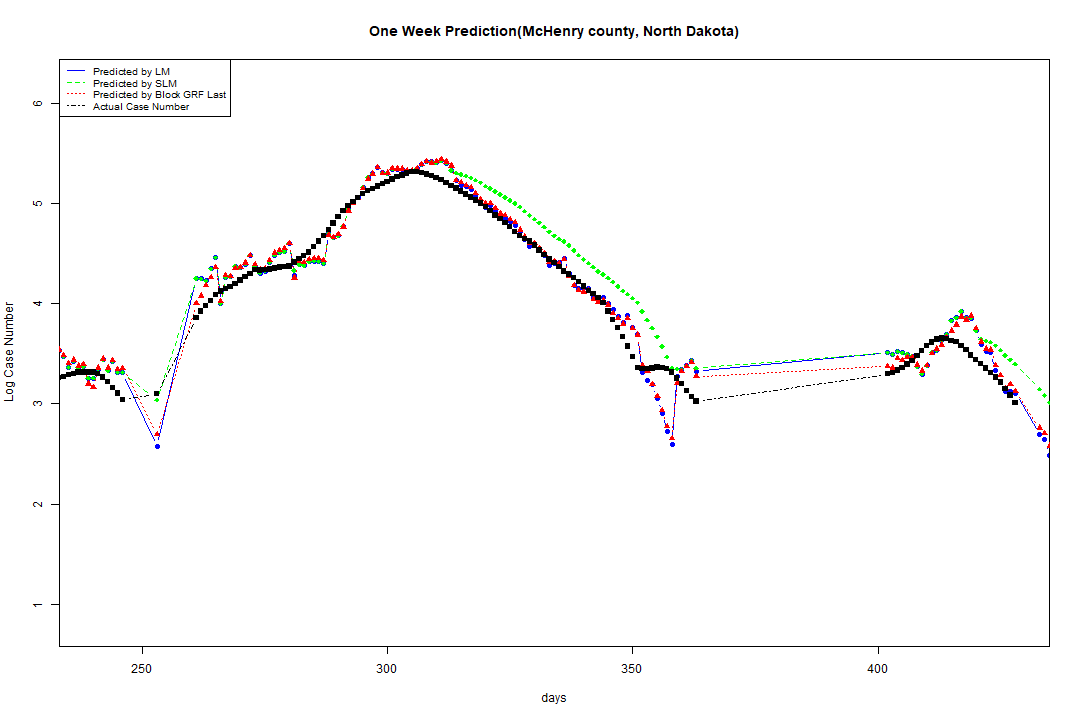 One Week Prediction(McHenry county, North Dakota)
Predicted by LM
Predicted by SLM
Predicted by Block GRF Last
Actual Case Number
Log Case Number
6
5
4
3
2
1
250 300 350 400
days